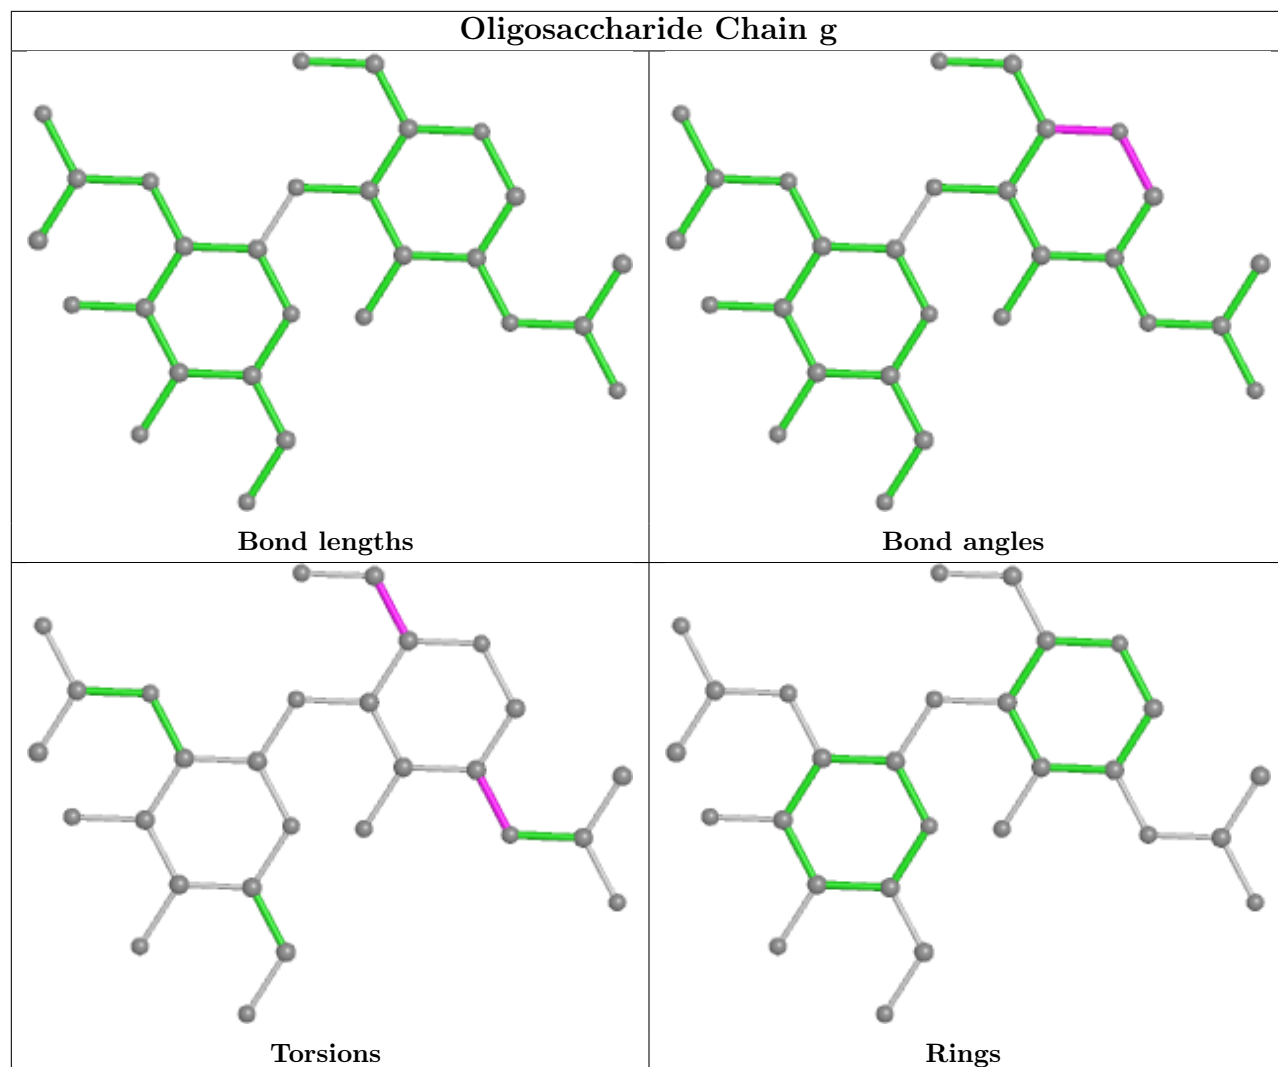 Oligosaccharide Chain g
Bond lengths
Bond angles
Torsions
Rings